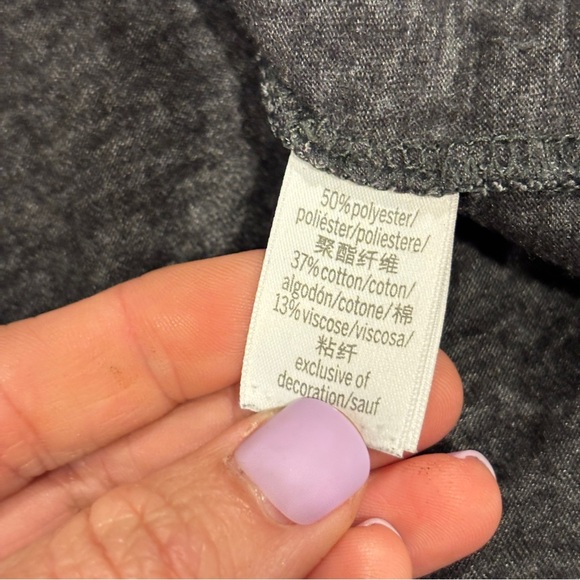 50%polyester/
poliéster/poliestere/
聚酯纤维
37%cotton/coton/
algodón/cotone/棉
13%viscose/viscosa/
粘纤
exclusive of
decoration/sauf